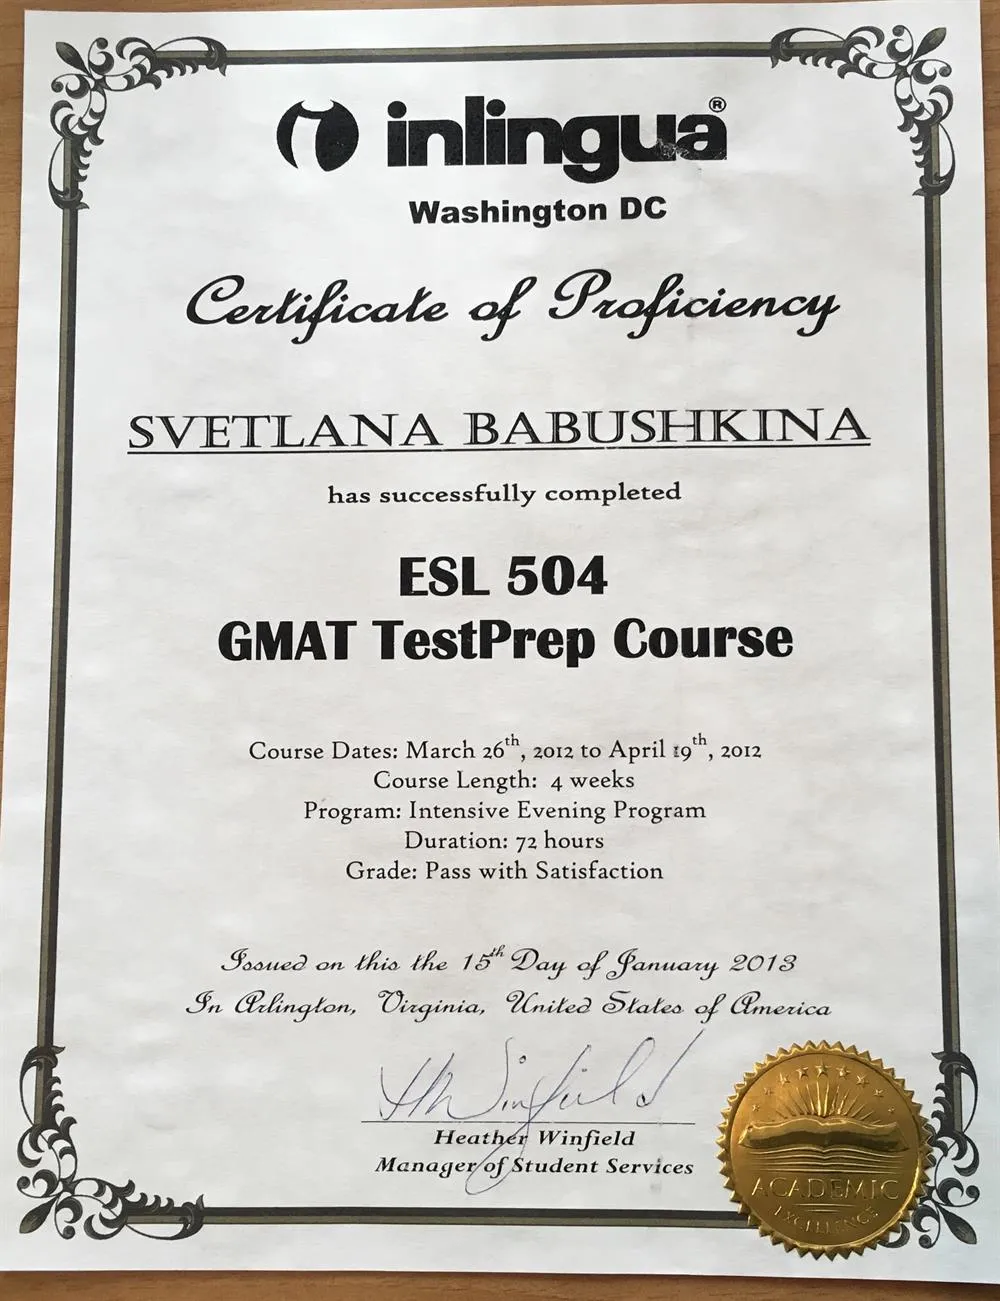 inlingua®
Washington DC
Certificate of Proficiency
SVETLANA BABUSHKINA
has successfully completed
ESL 504
GMAT TestPrep Course
Course Dates: March 26th, 2012 to April 19th, 2012
Course Length: 4 weeks
Program: Intensive Evening Program
Duration: 72 hours
Grade: Pass with Satisfaction
Issued on this the 15th Day of January 2013
In Arlington, Virginia, United States of America
HWinfield
Heather Winfield
Manager of Student Services
ACADEMIC
EXCELLENCE